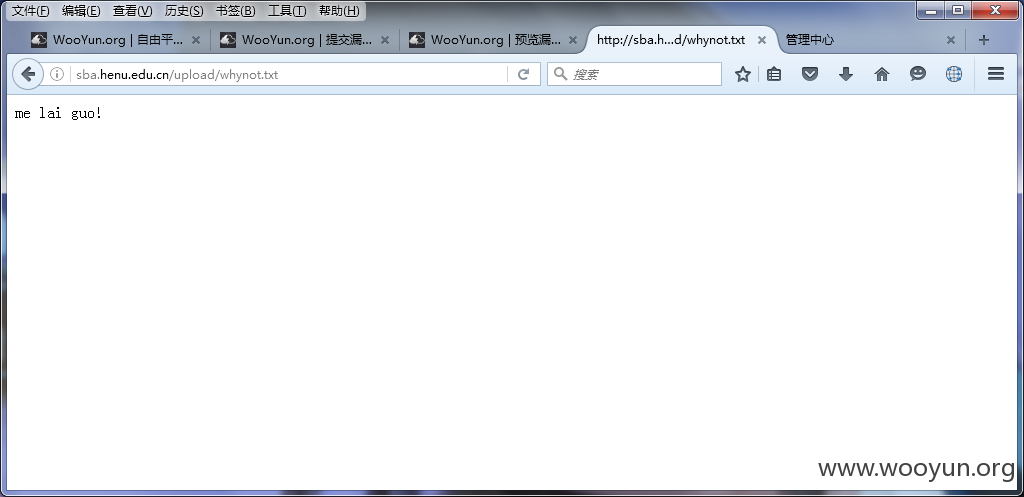 文件(F) 编辑(E) 查看(V) 历史(S) 书签(B) 工具(T) 帮助(H)
WooYun.org | 自由平... WooYun.org | 提交漏... WooYun.org | 预览漏... http://sba.h...d/whynot.txt 管理中心
sba.henu.edu.cn/upload/whynot.txt 搜索
me lai guo!
www.wooyun.org